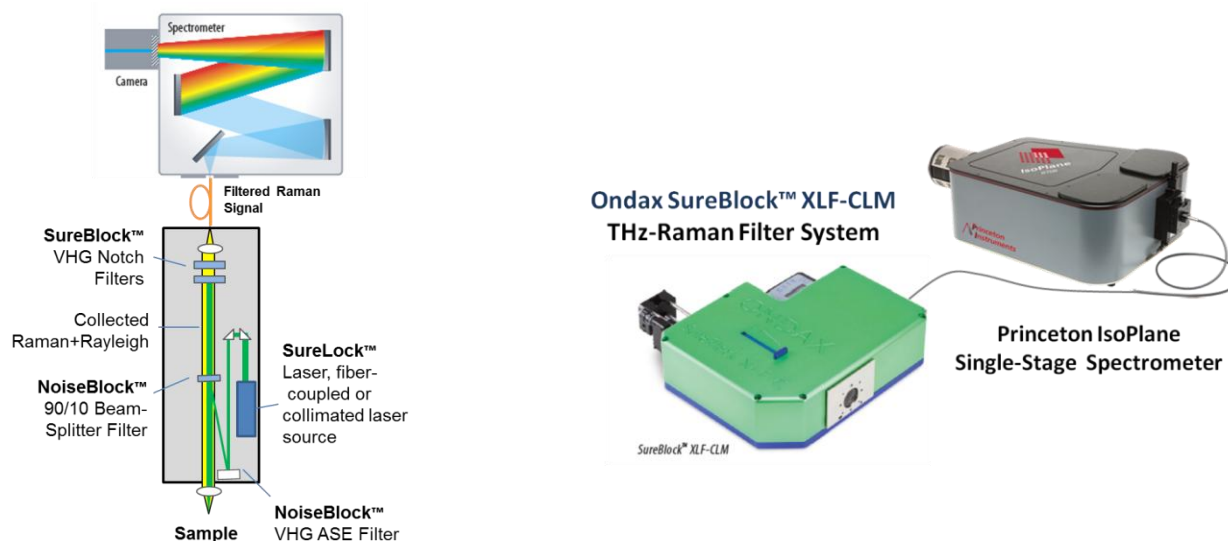 Spectrometer
Camera
Filtered Raman
Signal
SureBlock™
VHG Notch
Filters
Collected
Raman+Rayleigh
NoiseBlock™
90/10 Beam-
Splitter Filter
SureLock™
Laser, fiber-
coupled or
collimated laser
source
Sample
NoiseBlock™
VHG ASE Filter
Ondax SureBlock™ XLF-CLM
THz-Raman Filter System
SureBlock™ XLF-CLM
IsoPlane
Princeton
Instruments
Princeton IsoPlane
Single-Stage Spectrometer